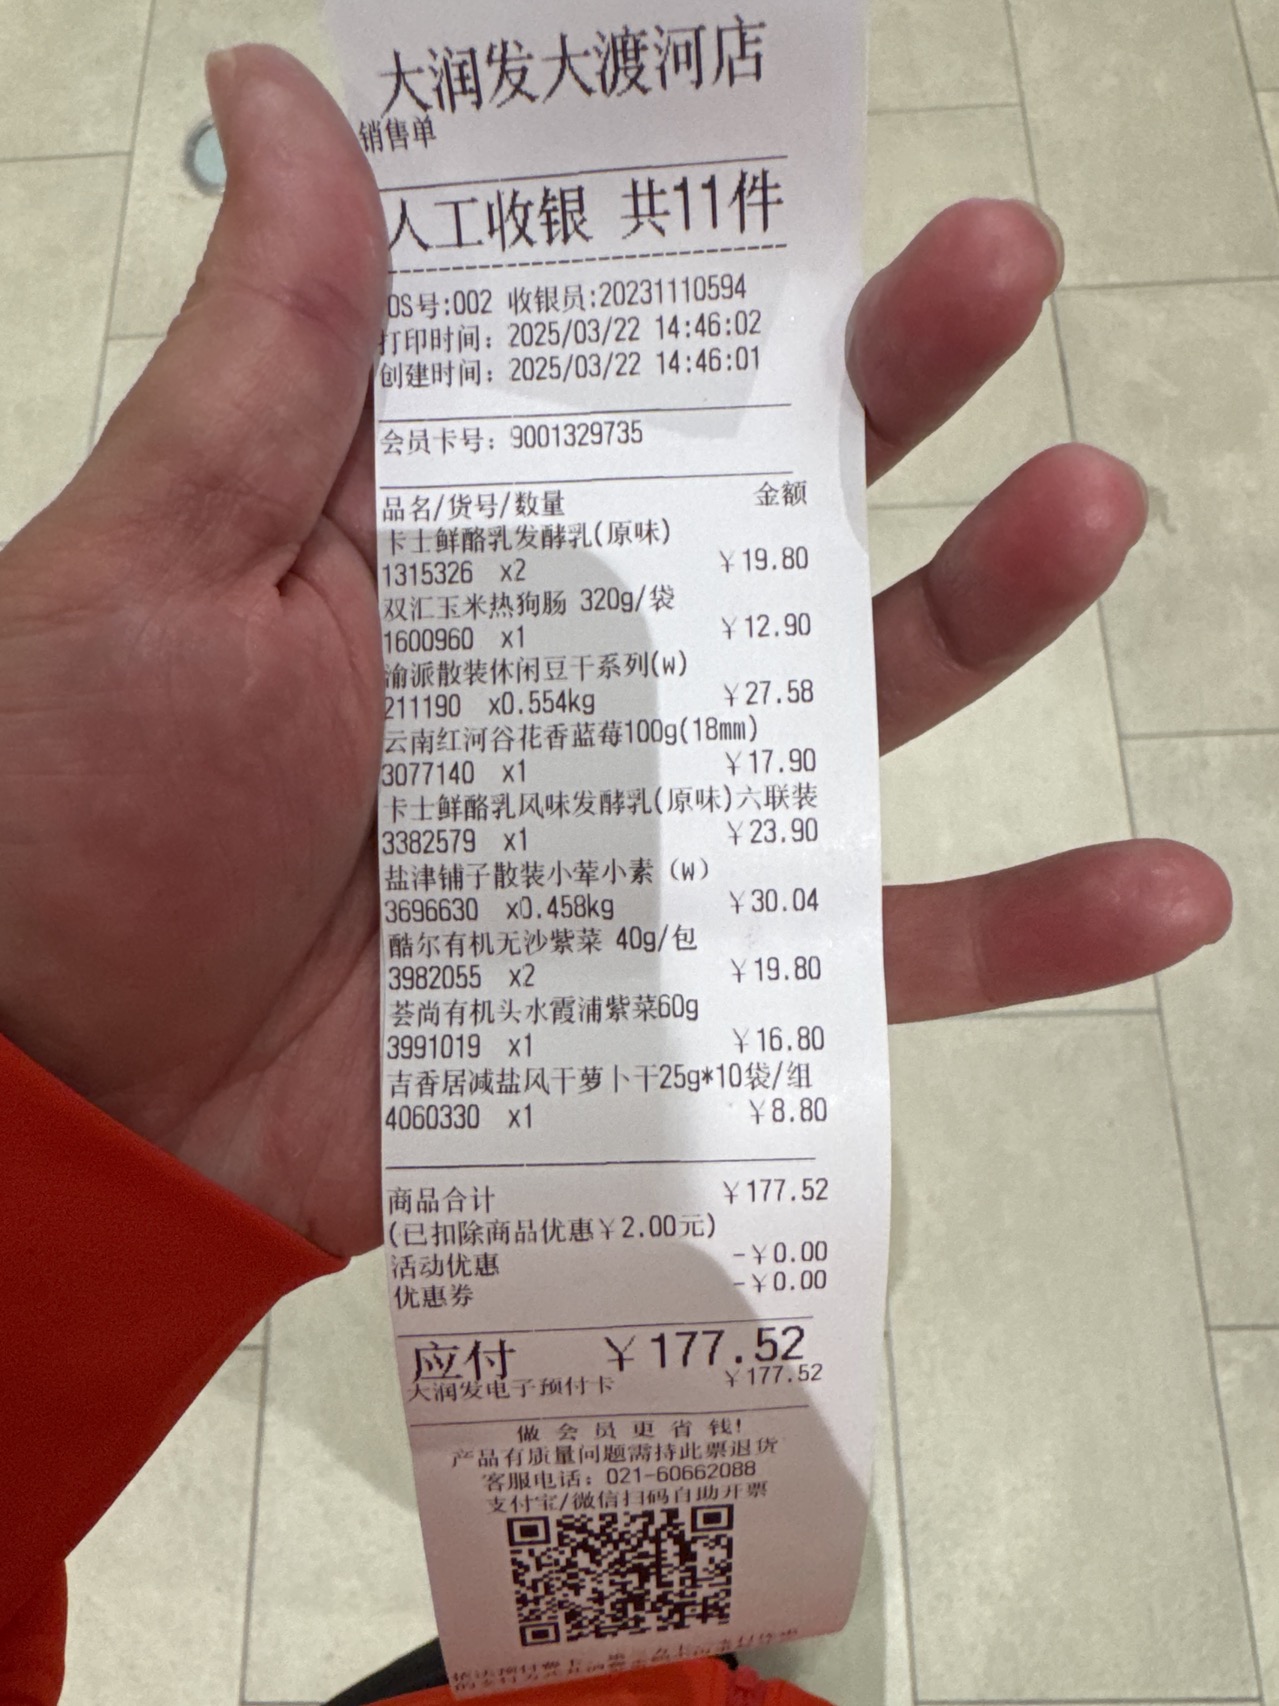 大润发大渡河店
销售单
人工收银 共11件
OS号:002 收银员:20231110594
打印时间: 2025/03/22 14:46:02
创建时间: 2025/03/22 14:46:01
会员卡号: 9001329735
品名/货号/数量 金额
卡士鲜酪乳发酵乳(原味)
1315326 x2 ￥19.80
双汇玉米热狗肠 320g/袋
1600960 x1 ￥12.90
渝派散装休闲豆干系列(w)
211190 x0.554kg ￥27.58
云南红河谷花香蓝莓100g(18mm)
3077140 x1 ￥17.90
卡士鲜酪乳风味发酵乳(原味)六联装
3382579 x1 ￥23.90
盐津铺子散装小荤小素（W）
3696630 x0.458kg ￥30.04
酷尔有机无沙紫菜 40g/包
3982055 x2 ￥19.80
荟尚有机头水霞浦紫菜60g
3991019 x1 ￥16.80
吉香居减盐风干萝卜干25g*10袋/组
4060330 x1 ￥8.80
商品合计 ￥177.52
(已扣除商品优惠￥2.00元)
活动优惠 -￥0.00
优惠券 -￥0.00
应付 ￥177.52
大润发电子预付卡 ￥177.52
做 会 员 更 省 钱!
产品有质量问题需持此票退货
客服电话: 021-60662088
支付宝/微信扫码自助开票